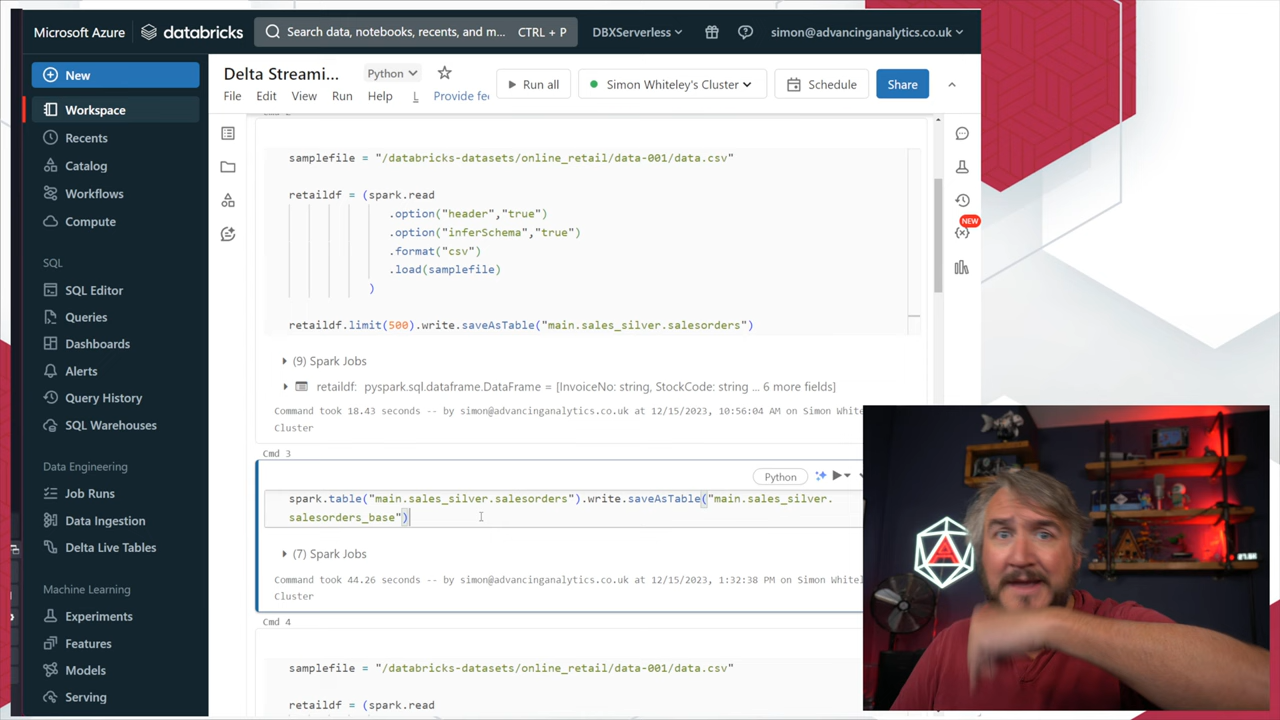 Microsoft Azure
databricks
Search data, notebooks, recents, and m...
CTRL + P
DBXServerless
simon@advancinganalytics.co.uk
New
Workspace
Recents
Catalog
Workflows
Compute
SQL
SQL Editor
Queries
Dashboards
Alerts
Query History
SQL Warehouses
Data Engineering
Job Runs
Data Ingestion
Delta Live Tables
Machine Learning
Experiments
Features
Models
Serving
Delta Streami...
Python
Run all
Simon Whiteley's Cluster
Schedule
Share
File
Edit
View
Run
Help
Provide fe
NEW
samplefile = "/databricks-datasets/online_retail/data-001/data.csv"
retaildf = (spark.read
.option("header","true")
.option("inferSchema","true")
.format("csv")
.load(samplefile)
)
retaildf.limit(500).write.saveAsTable("main.sales_silver.salesorders")
(9) Spark Jobs
retaildf: pyspark.sql.dataframe.DataFrame = [InvoiceNo: string, StockCode: string ... 6 more fields]
Command took 18.43 seconds -- by simon@advancinganalytics.co.uk at 12/15/2023, 10:56:04 AM on Simon White
Cluster
Cmd 3
Python
spark.table("main.sales_silver.salesorders").write.saveAsTable("main.sales_silver.
salesorders_base")
(7) Spark Jobs
Command took 44.26 seconds -- by simon@advancinganalytics.co.uk at 12/15/2023, 1:32:38 PM on Simon Whitel
Cluster
Cmd 4
samplefile = "/databricks-datasets/online_retail/data-001/data.csv"
retaildf = (spark.read